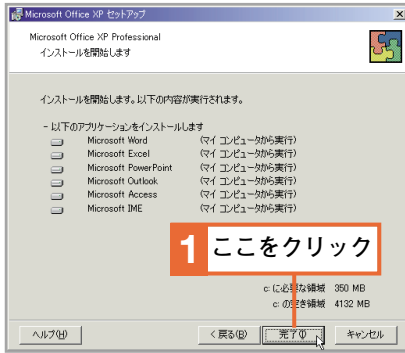 Microsoft Office XP セットアップ
Microsoft Office XP Professional
インストールを開始します
インストールを開始します。以下の内容が実行されます。
- 以下のアプリケーションをインストールします
Microsoft Word (マイ コンピュータから実行)
Microsoft Excel (マイ コンピュータから実行)
Microsoft PowerPoint (マイ コンピュータから実行)
Microsoft Outlook (マイ コンピュータから実行)
Microsoft Access (マイ コンピュータから実行)
Microsoft IME (マイ コンピュータから実行)
1 ここをクリック
c: に必要な領域 350 MB
c: の空き領域 4132 MB
ヘルプ(H) < 戻る(B) 完了(I) キャンセル